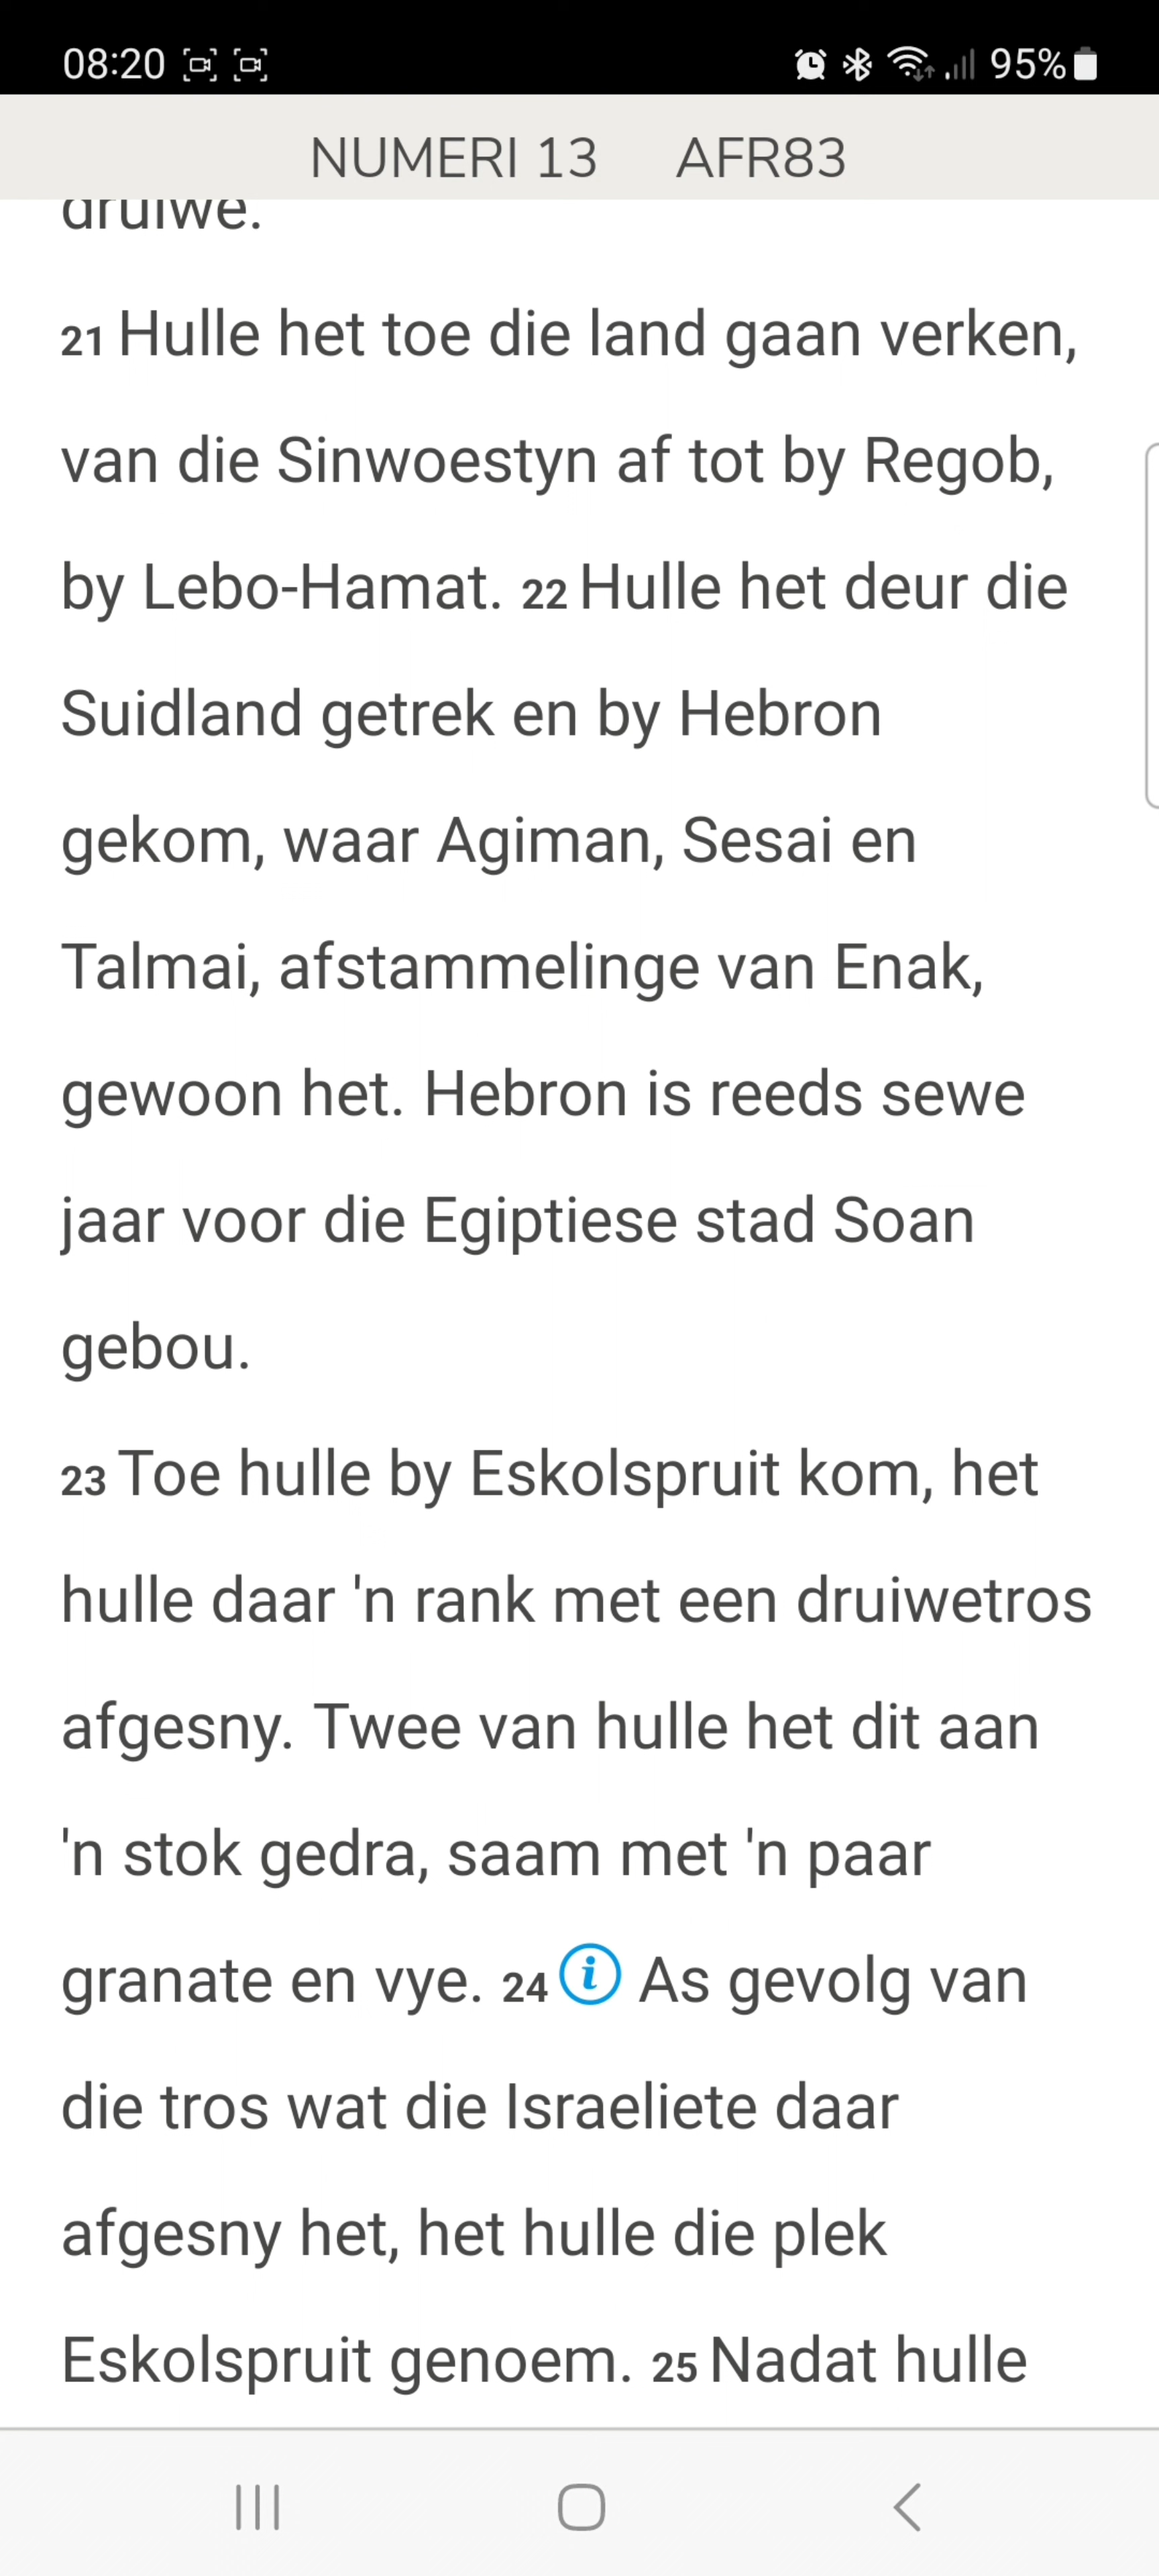 08:20 95%
NUMERI 13 AFR83
druiwe.
21 Hulle het toe die land gaan verken,
van die Sinwoestyn af tot by Regob,
by Lebo-Hamat. 22 Hulle het deur die
Suidland getrek en by Hebron
gekom, waar Agiman, Sesai en
Talmai, afstammelinge van Enak,
gewoon het. Hebron is reeds sewe
jaar voor die Egiptiese stad Soan
gebou.
23 Toe hulle by Eskolspruit kom, het
hulle daar 'n rank met een druiwetros
afgesny. Twee van hulle het dit aan
'n stok gedra, saam met 'n paar
granate en vye. 24 i As gevolg van
die tros wat die Israeliete daar
afgesny het, het hulle die plek
Eskolspruit genoem. 25 Nadat hulle